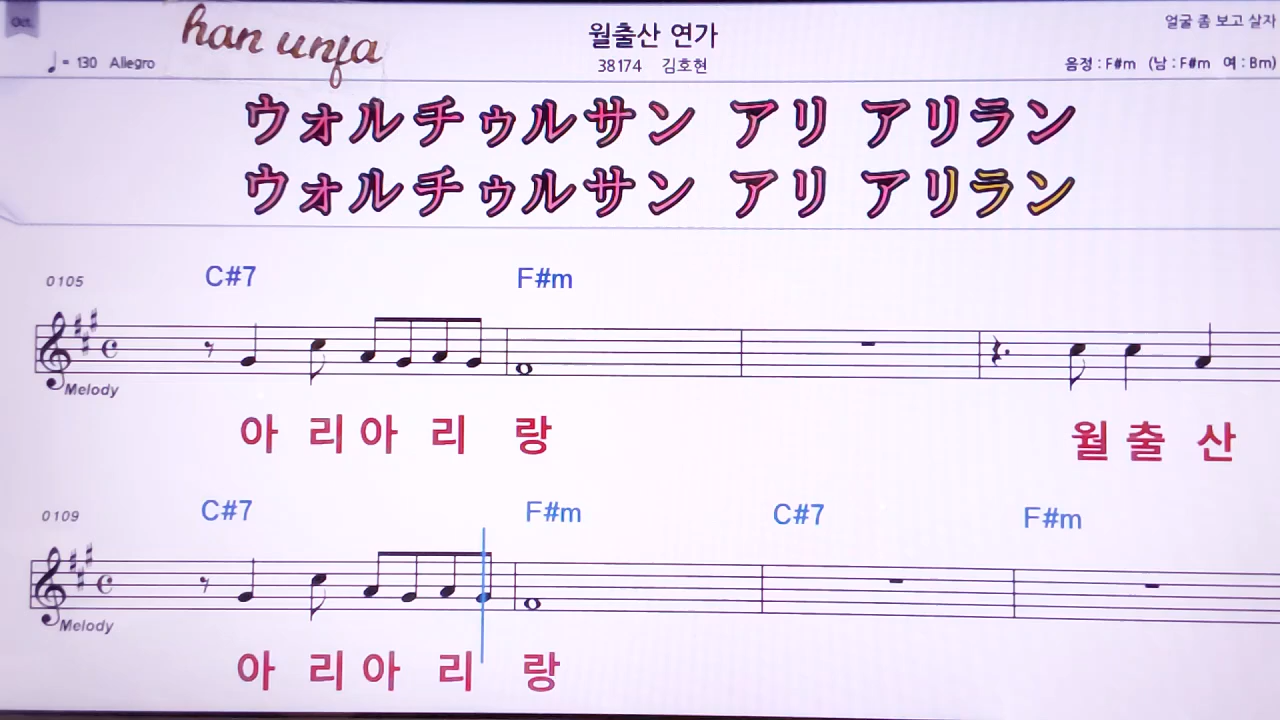 Oct.
han unfa
월출산 연가
얼굴 좀 보고 살자
♩= 130 Allegro
38174 김호현
음정 : F#m (남 : F#m 여 : Bm)
ウォルチゥルサン アリ アリラン
ウォルチゥルサン アリ アリラン
0105 C#7 F#m
Melody
아 리 아 리 랑 월 출 산
0109 C#7 F#m C#7 F#m
Melody
아 리 아 리 랑